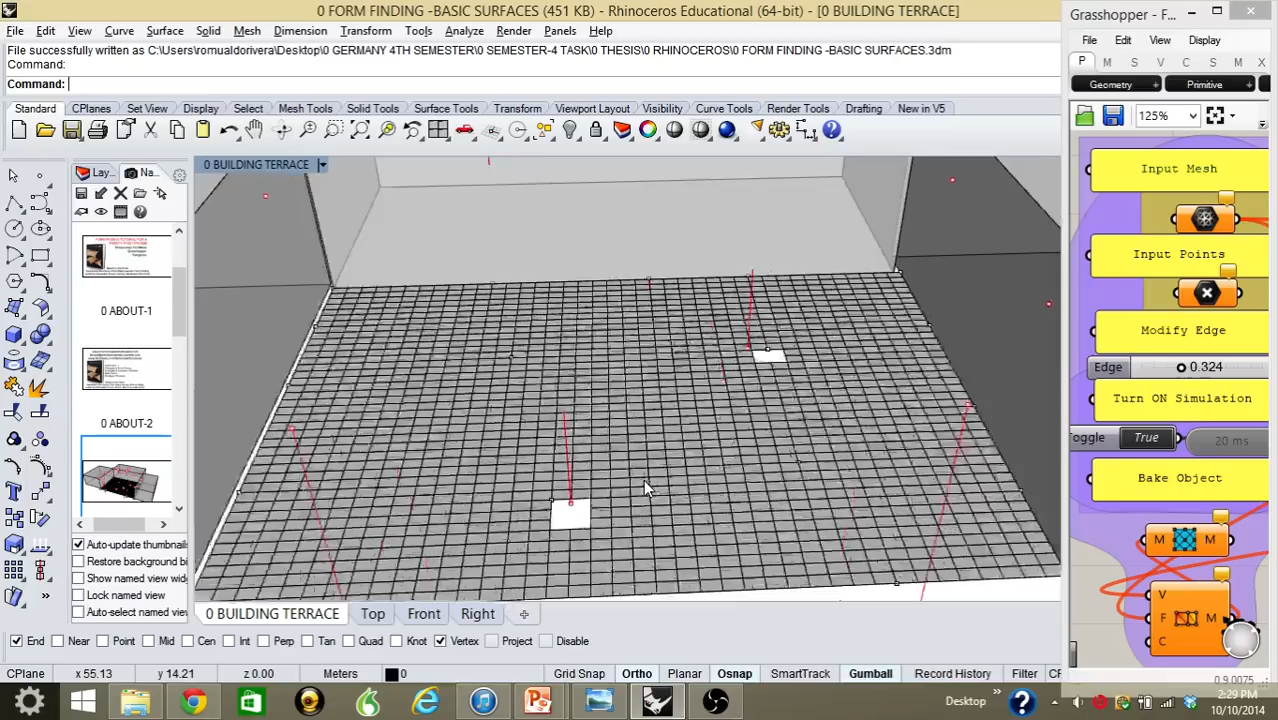 0 FORM FINDING -BASIC SURFACES (451 KB) - Rhinoceros Educational (64-bit) - [0 BUILDING TERRACE]
File Edit View Curve Surface Solid Mesh Dimension Transform Tools Analyze Render Panels Help
File successfully written as C:\Users\romualdorivera\Desktop\0 GERMANY 4TH SEMESTER\0 SEMESTER-4 TASK\0 THESIS\0 RHINOCEROS\0 FORM FINDING -BASIC SURFACES.3dm
Command:
Command:
Standard CPlanes Set View Display Select Mesh Tools Solid Tools Surface Tools Transform Viewport Layout Visibility Curve Tools Render Tools Drafting New in V5
Lay... Na...
0 BUILDING TERRACE
0 ABOUT-1
0 ABOUT-2
Auto-update thumbnails
Restore background bi
Show named view wid
Lock named view
Auto-select named vie
0 BUILDING TERRACE Top Front Right
End Near Point Mid Cen Int Perp Tan Quad Knot Vertex Project Disable
CPlane x 55.13 y 14.21 z 0.00 Meters 0 Grid Snap Ortho Planar Osnap SmartTrack Gumball Record History Filter CP
Grasshopper - F...
File Edit View Display
P M S V C S M X
Geometry Primitive
125%
Input Mesh
Input Points
Modify Edge
Edge 0.324
Turn ON Simulation
Toggle True 20 ms
Bake Object
M M
V
F M
C
0.9.0075
Desktop
2:29 PM
10/10/2014